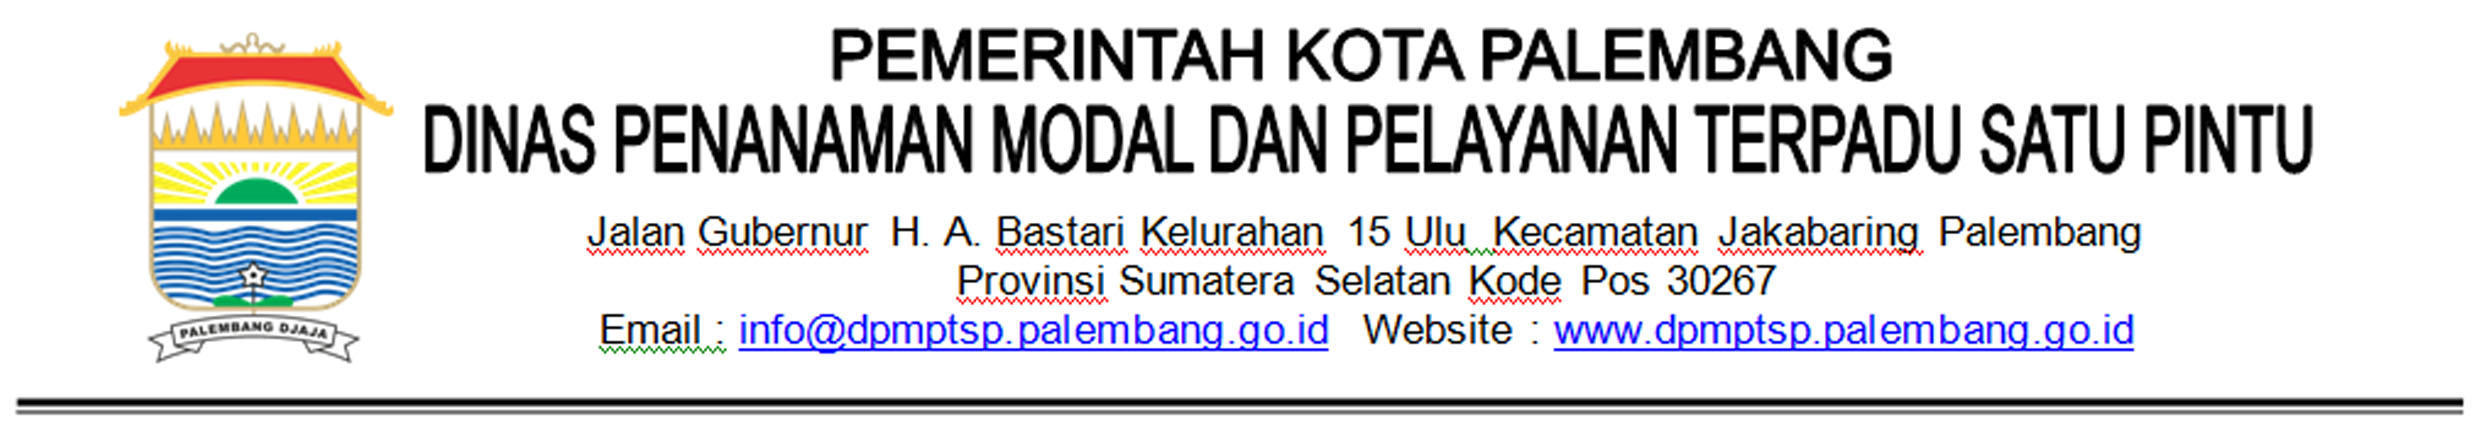 PEMERINTAH KOTA PALEMBANG
DINAS PENANAMAN MODAL DAN PELAYANAN TERPADU SATU PINTU
Jalan Gubernur H. A. Bastari Kelurahan 15 Ulu Kecamatan Jakabaring Palembang
Provinsi Sumatera Selatan Kode Pos 30267
Email : info@dpmptsp.palembang.go.id Website : www.dpmptsp.palembang.go.id
PALEMBANG DJAJA